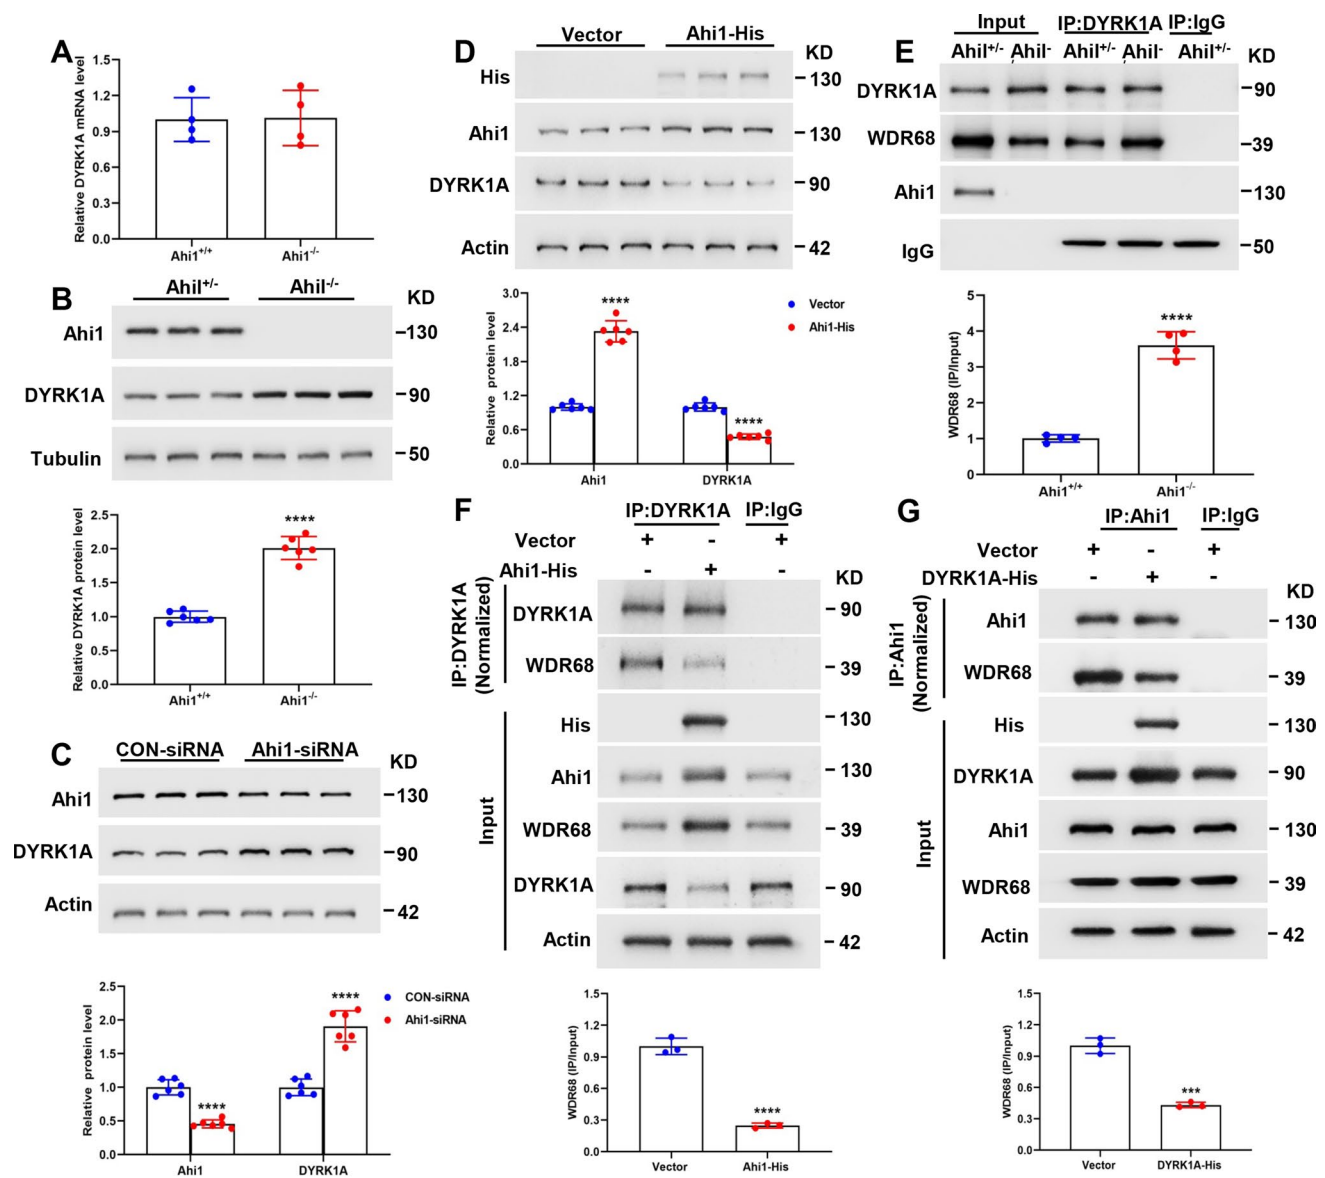 A
Relative DYRK1A mRNA level
1.5
1.2
0.9
0.6
0.3
0.0
Ahi1+/+
Ahi1-/-
B
AhiI+/-
AhiI-/-
KD
Ahi1
130
DYRK1A
90
Tubulin
50
Relative DYRK1A protein level
2.5
2.0
1.5
1.0
0.5
0.0
****
Ahi1+/+
Ahi1-/-
C
CON-siRNA
Ahi1-siRNA
KD
Ahi1
130
DYRK1A
90
Actin
42
Relative protein level
2.5
2.0
1.5
1.0
0.5
0.0
****
****
Ahi1
DYRK1A
CON-siRNA
Ahi1-siRNA
D
Vector
Ahi1-His
KD
His
130
Ahi1
130
DYRK1A
90
Actin
42
Relative protein level
3.0
2.4
1.8
1.2
0.6
0.0
****
****
Ahi1
DYRK1A
Vector
Ahi1-His
E
Input
IP:DYRK1A
IP:IgG
AhiI+/-
AhiI-
/
AhiI+/-
AhiI-
/
AhiI+/-
KD
DYRK1A
90
WDR68
39
Ahi1
130
IgG
50
WDR68 (IP/Input)
5
4
3
2
1
0
****
Ahi1+/+
Ahi1-/-
F
IP:DYRK1A
IP:IgG
Vector + - +
Ahi1-His - + -
KD
IP:DYRK1A
(Normalized)
DYRK1A
90
WDR68
39
Input
His
130
Ahi1
130
WDR68
39
DYRK1A
90
Actin
42
WDR68 (IP/Input)
1.5
1.2
0.9
0.6
0.3
0.0
****
Vector
Ahi1-His
G
IP:Ahi1
IP:IgG
Vector + - +
DYRK1A-His - + -
KD
IP:Ahi1
(Normalized)
Ahi1
130
WDR68
39
Input
His
130
DYRK1A
90
Ahi1
130
WDR68
39
Actin
42
WDR68 (IP/Input)
1.5
1.2
0.9
0.6
0.3
0.0
***
Vector
DYRK1A-His